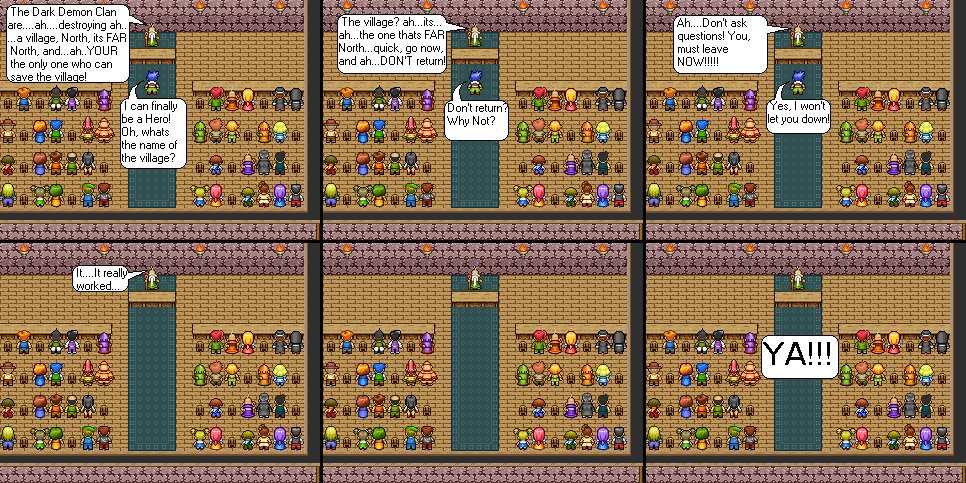 The Dark Demon Clan
are....ah....destroying ah...
...a village, North, its FAR
North, and...ah..YOUR
the only one who can
save the village!
I can finally
be a Hero!
Oh, whats
the name of
the village?
The village? ah...its...
ah...the one thats FAR
North...quick, go now,
and ah...DON'T return!
Don't return?
Why Not?
Ah....Don't ask
questions! You,
must leave
NOW!!!!!
Yes, I won't
let you down!
It....It really
worked...
YA!!!